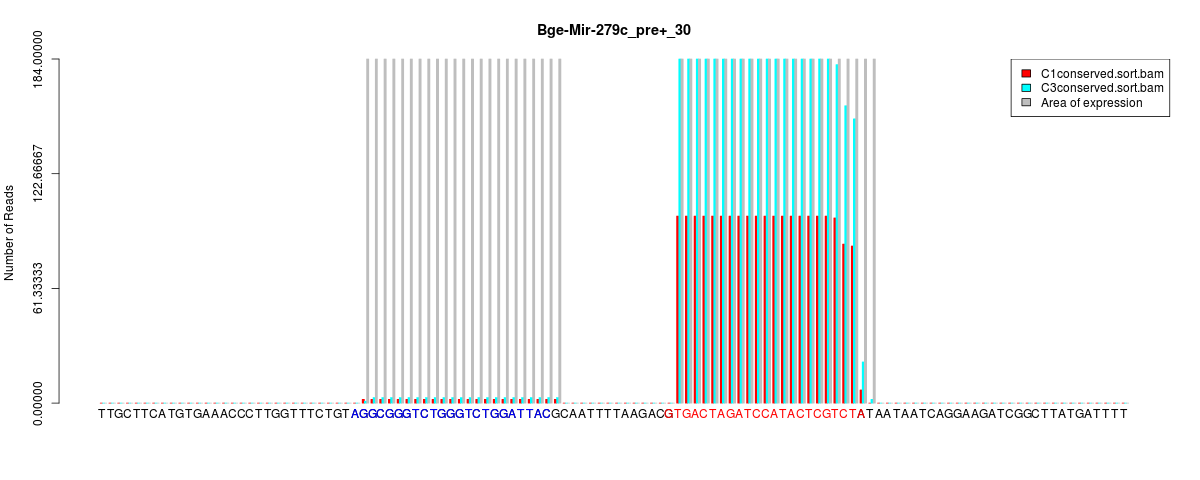 Bge-Mir-279c_pre+_30
184.00000
122.66667
61.33333
0.00000
Number of Reads
C1conserved.sort.bam
C3conserved.sort.bam
Area of expression
TTGCTTCATGTGAAACCCTTGGTTTCTGTAGGCGGGTCTGGGTCTGGATTACGCAATTTTAAGACGTGACTAGATCCATACTCGTCTATAATAATCAGGAAGATCGGCTTATGATTTT